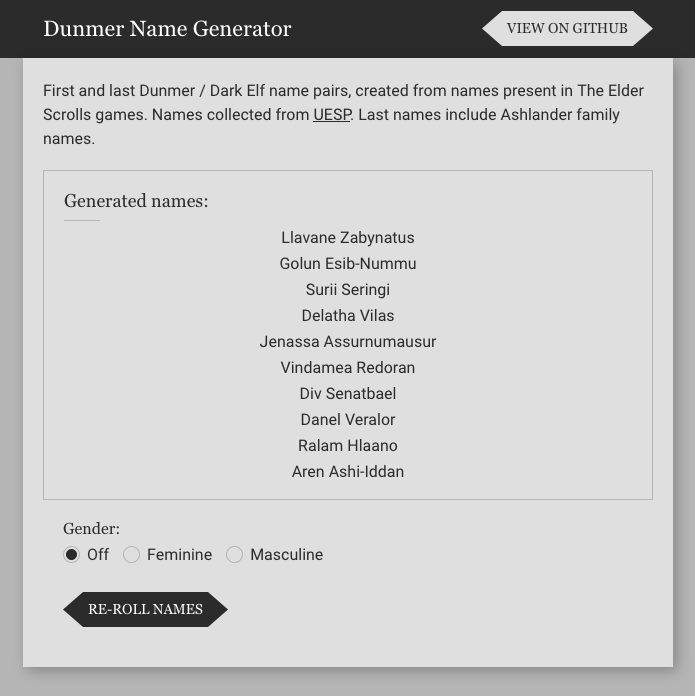 Dunmer Name Generator
VIEW ON GITHUB
First and last Dunmer / Dark Elf name pairs, created from names present in The Elder
Scrolls games. Names collected from UESP. Last names include Ashlander family
names.
Generated names:
Llavane Zabynatus
Golun Esib-Nummu
Surii Seringi
Delatha Vilas
Jenassa Assurnumausur
Vindamea Redoran
Div Senatbael
Danel Veralor
Ralam Hlaano
Aren Ashi-Iddan
Gender:
Off Feminine Masculine
RE-ROLL NAMES